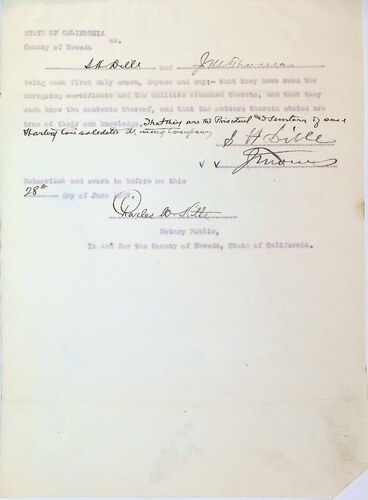 STATE OF CALIFORNIA
ss.
County of Nevada
S H Dille and
being each first duly sworn, depose and say:- that they have read the
foregoing certificate and the exhibits attached thereto, and that they
each know the contents thereof, and that the matters therein stated are
true of their own knowledge, That they are the President and Secretary of said
Consolidated Mining Company
S H Dille
V V
Subscribed and sworn to before me this
28th day of June
Charles W
Notary Public,
In and for the County of Nevada, State of California.